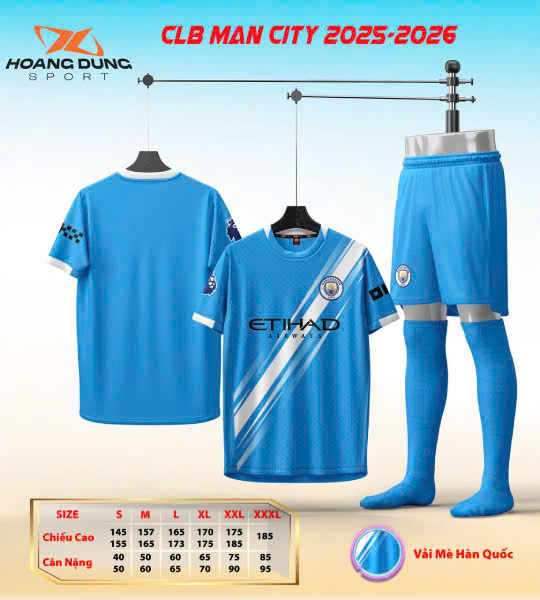 HOANG DUNG
SPORT
CLB MAN CITY 2025-2026
ETIHAD
AIRWAYS
SIZE S M L XL XXL XXXL
Chiều Cao 145 157 165 170 175 185
155 165 173 175 185
Cân Nặng 40 50 60 65 75 85
50 60 65 70 90 95
Vải Mè Hàn Quốc